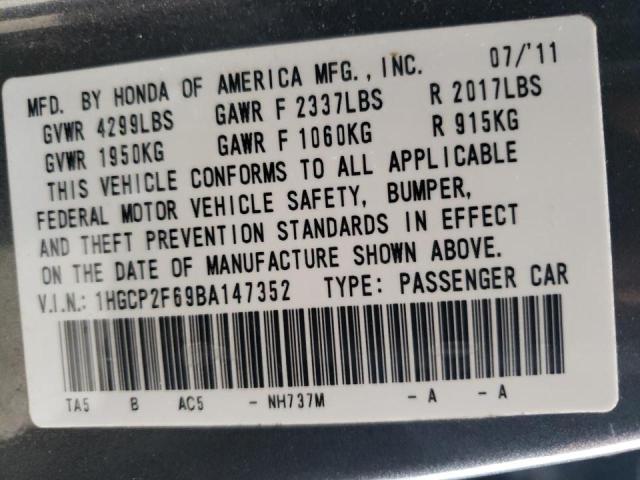 MFD. BY HONDA OF AMERICA MFG., INC. 07/'11
GVWR 4299LBS GAWR F 2337LBS R 2017LBS
GVWR 1950KG GAWR F 1060KG R 915KG
THIS VEHICLE CONFORMS TO ALL APPLICABLE
FEDERAL MOTOR VEHICLE SAFETY, BUMPER,
AND THEFT PREVENTION STANDARDS IN EFFECT
ON THE DATE OF MANUFACTURE SHOWN ABOVE.
V.I.N.: 1HGCP2F69BA147352 TYPE: PASSENGER CAR
TA5 B AC5 - NH737M - A - A